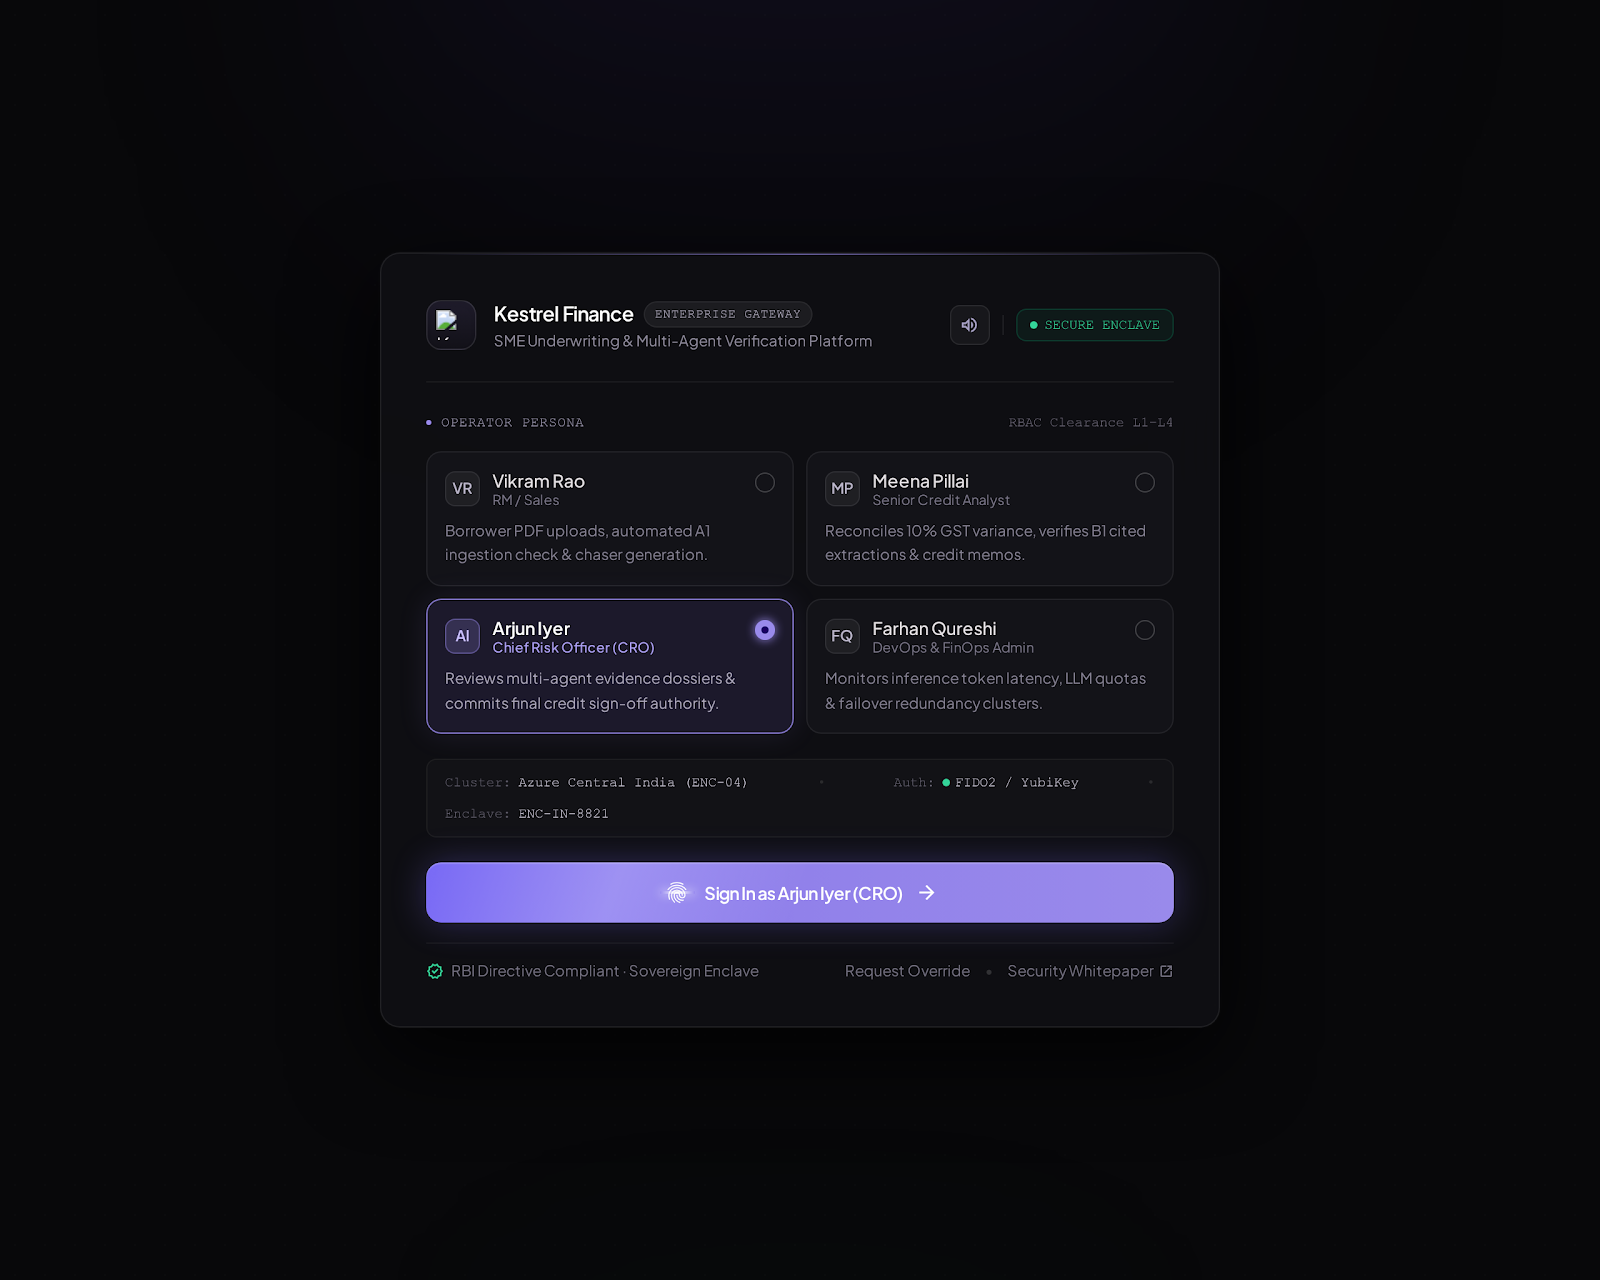 Kestrel Finance ENTERPRISE GATEWAY
SME Underwriting & Multi-Agent Verification Platform
SECURE ENCLAVE
OPERATOR PERSONA
RBAC Clearance L1-L4
VR Vikram Rao
RM / Sales
Borrower PDF uploads, automated A1
ingestion check & chaser generation.
MP Meena Pillai
Senior Credit Analyst
Reconciles 10% GST variance, verifies B1 cited
extractions & credit memos.
AI Arjun Iyer
Chief Risk Officer (CRO)
Reviews multi-agent evidence dossiers &
commits final credit sign-off authority.
FQ Farhan Qureshi
DevOps & FinOps Admin
Monitors inference token latency, LLM quotas
& failover redundancy clusters.
Cluster: Azure Central India (ENC-04) • Auth: FIDO2 / YubiKey •
Enclave: ENC-IN-8821
Sign In as Arjun Iyer (CRO) →
RBI Directive Compliant · Sovereign Enclave
Request Override • Security Whitepaper